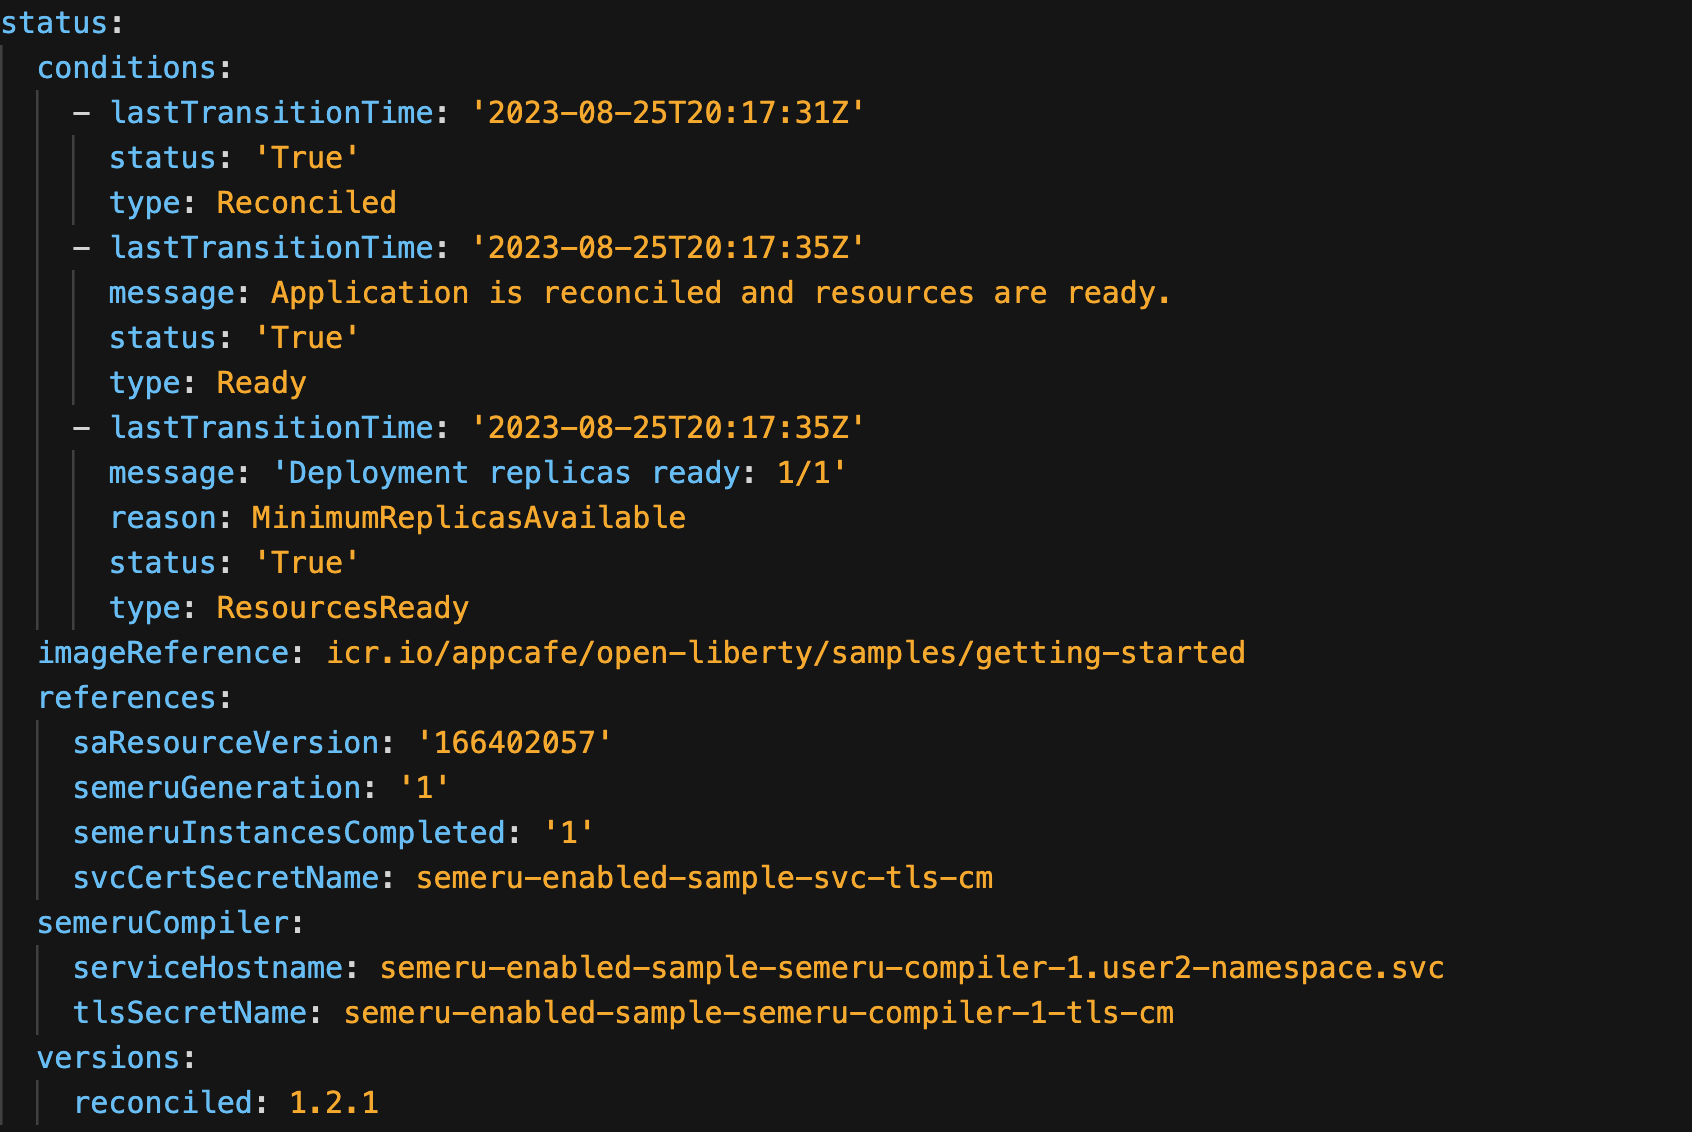 status:
conditions:
- lastTransitionTime: '2023-08-25T20:17:31Z'
status: 'True'
type: Reconciled
- lastTransitionTime: '2023-08-25T20:17:35Z'
message: Application is reconciled and resources are ready.
status: 'True'
type: Ready
- lastTransitionTime: '2023-08-25T20:17:35Z'
message: 'Deployment replicas ready: 1/1'
reason: MinimumReplicasAvailable
status: 'True'
type: ResourcesReady
imageReference: icr.io/appcafe/open-liberty/samples/getting-started
references:
saResourceVersion: '166402057'
semeruGeneration: '1'
semeruInstancesCompleted: '1'
svcCertSecretName: semeru-enabled-sample-svc-tls-cm
semeruCompiler:
serviceHostname: semeru-enabled-sample-semeru-compiler-1.user2-namespace.svc
tlsSecretName: semeru-enabled-sample-semeru-compiler-1-tls-cm
versions:
reconciled: 1.2.1